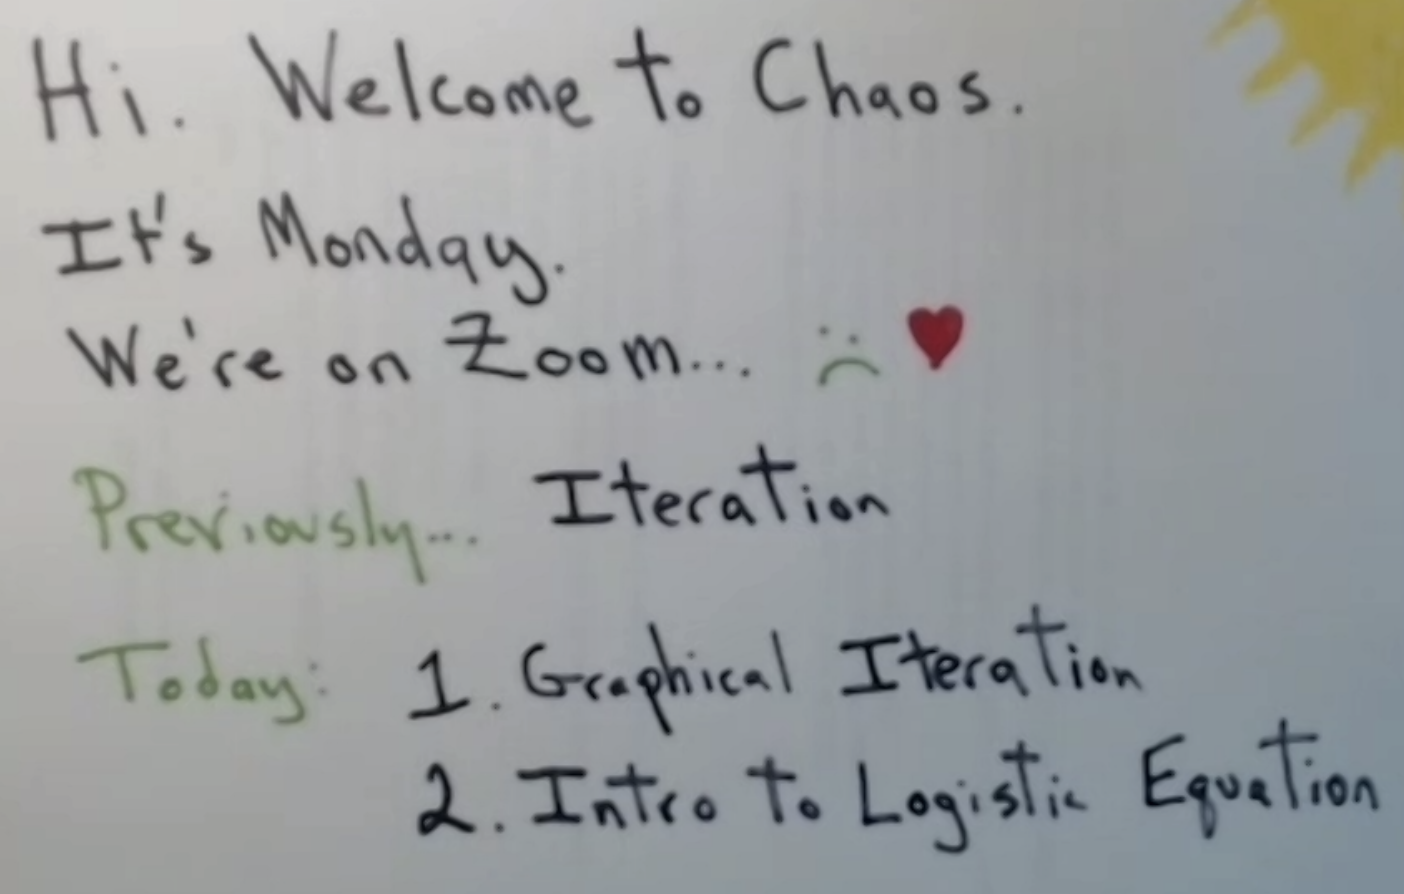 Hi. Welcome to Chaos.
It's Monday.
We're on Zoom...
Previously... Iteration
Today: 1. Graphical Iteration
2. Intro to Logistic Equation